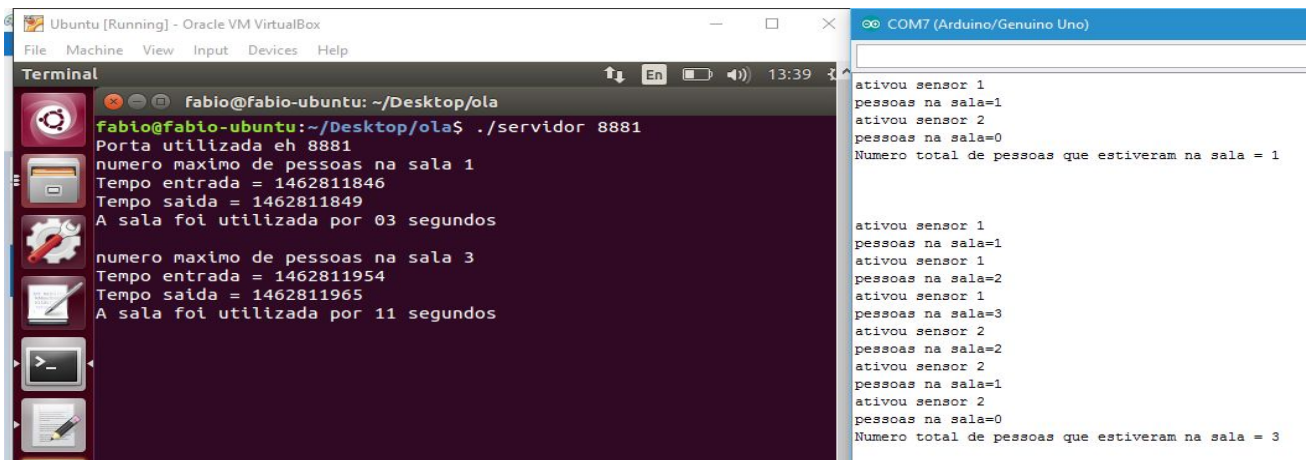 Ubuntu [Running] - Oracle VM VirtualBox
File Machine View Input Devices Help
Terminal
En
13:39
fabio@fabio-ubuntu: ~/Desktop/ola
fabio@fabio-ubuntu:~/Desktop/ola$ ./servidor 8881
Porta utilizada eh 8881
numero maximo de pessoas na sala 1
Tempo entrada = 1462811846
Tempo saida = 1462811849
A sala foi utilizada por 03 segundos
numero maximo de pessoas na sala 3
Tempo entrada = 1462811954
Tempo saida = 1462811965
A sala foi utilizada por 11 segundos
COM7 (Arduino/Genuino Uno)
ativou sensor 1
pessoas na sala=1
ativou sensor 2
pessoas na sala=0
Numero total de pessoas que estiveram na sala = 1
ativou sensor 1
pessoas na sala=1
ativou sensor 1
pessoas na sala=2
ativou sensor 1
pessoas na sala=3
ativou sensor 2
pessoas na sala=2
ativou sensor 2
pessoas na sala=1
ativou sensor 2
pessoas na sala=0
Numero total de pessoas que estiveram na sala = 3